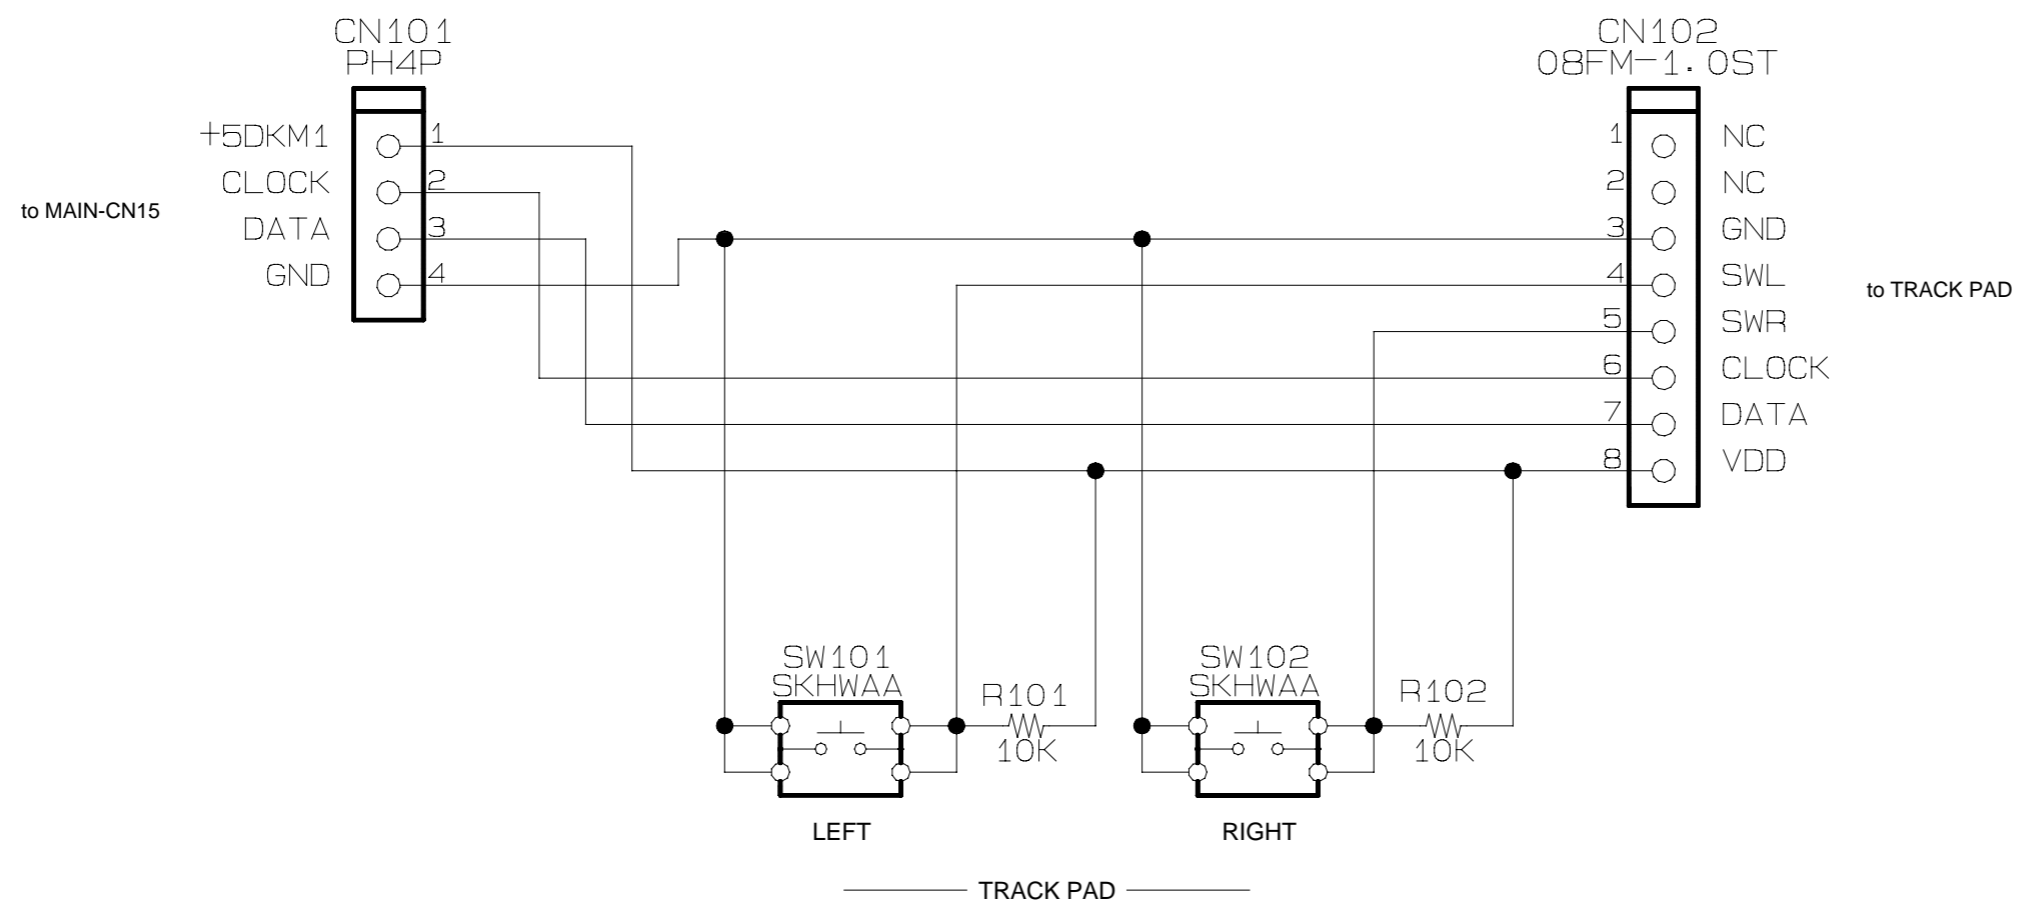 CN101
PH4P
CN102
08FM-1.0ST
+5DKM1 1
CLOCK 2
DATA 3
GND 4
to MAIN-CN15
1 NC
2 NC
3 GND
4 SWL
5 SWR
6 CLOCK
7 DATA
8 VDD
to TRACK PAD
SW101
SKHWAA
R101
10K
LEFT
SW102
SKHWAA
R102
10K
RIGHT
TRACK PAD